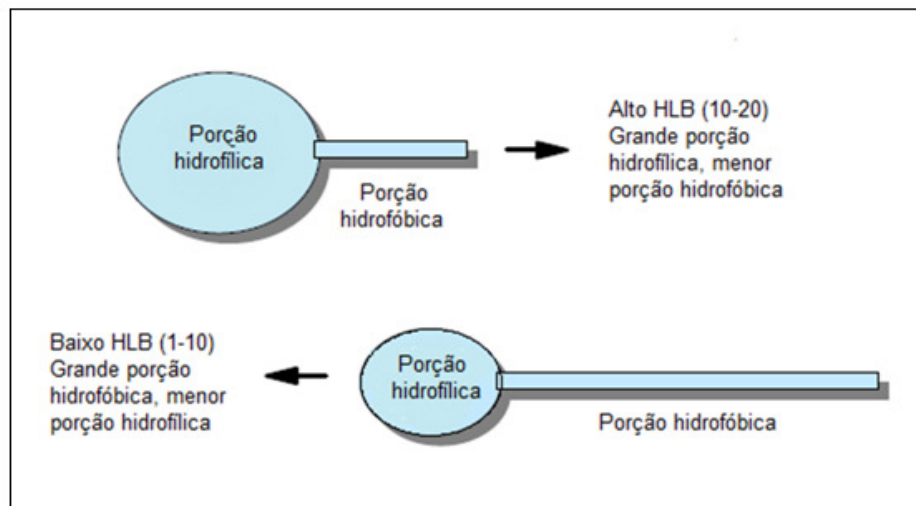 Porção
hidrofílica
Porção
hidrofóbica
Alto HLB (10-20)
Grande porção
hidrofílica, menor
porção hidrofóbica
Baixo HLB (1-10)
Grande porção
hidrofóbica, menor
porção hidrofílica
Porção
hidrofílica
Porção hidrofóbica